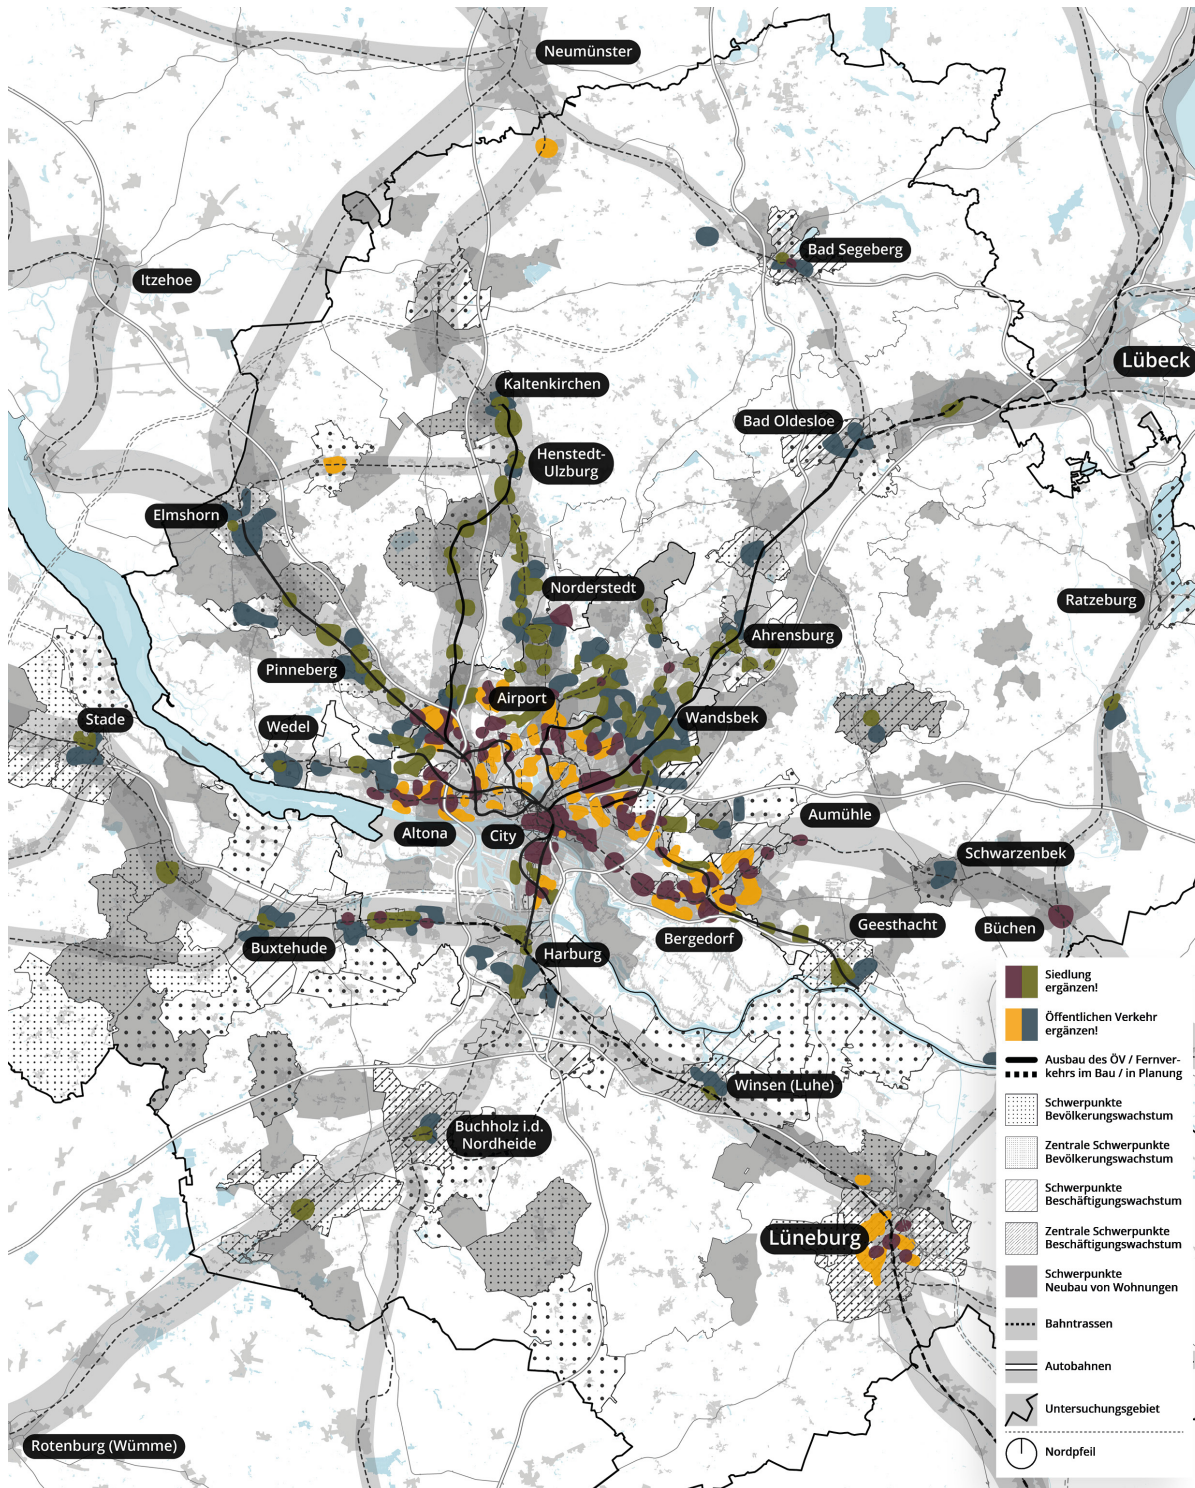 Neumünster
Bad Segeberg
Itzehoe
Lübeck
Kaltenkirchen
Bad Oldesloe
Henstedt-
Ulzburg
Elmshorn
Norderstedt
Ratzeburg
Ahrensburg
Pinneberg
Airport
Wandsbek
Stade
Wedel
Aumühle
Altona
City
Schwarzenbek
Geesthacht
Büchen
Bergedorf
Buxtehude
Harburg
Winsen (Luhe)
Buchholz i.d.
Nordheide
Lüneburg
Rotenburg (Wümme)
Siedlung
ergänzen!
Öffentlichen Verkehr
ergänzen!
Ausbau des ÖV / Fernver-
kehrs im Bau / in Planung
Schwerpunkte
Bevölkerungswachstum
Zentrale Schwerpunkte
Bevölkerungswachstum
Schwerpunkte
Beschäftigungswachstum
Zentrale Schwerpunkte
Beschäftigungswachstum
Schwerpunkte
Neubau von Wohnungen
Bahntrassen
Autobahnen
Untersuchungsgebiet
Nordpfeil